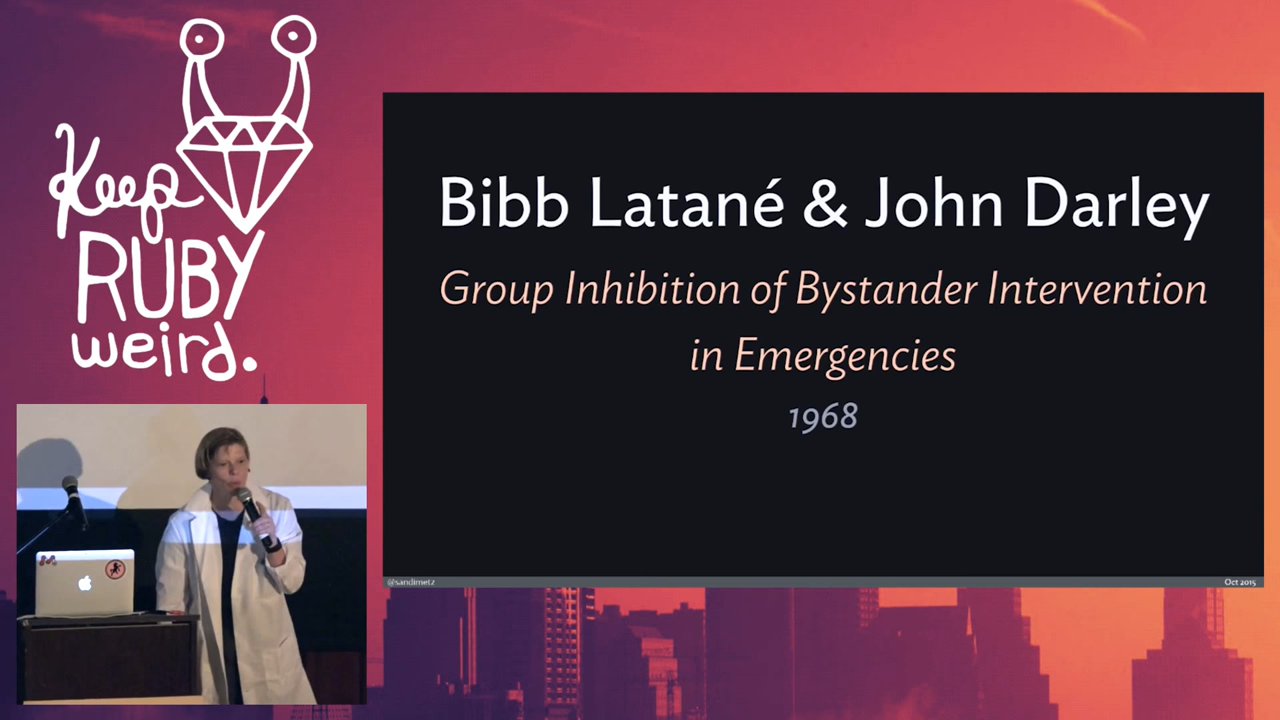 Keep
RUBY
weird.
Bibb Latané & John Darley
Group Inhibition of Bystander Intervention
in Emergencies
1968
@sandimetz
Oct 2015